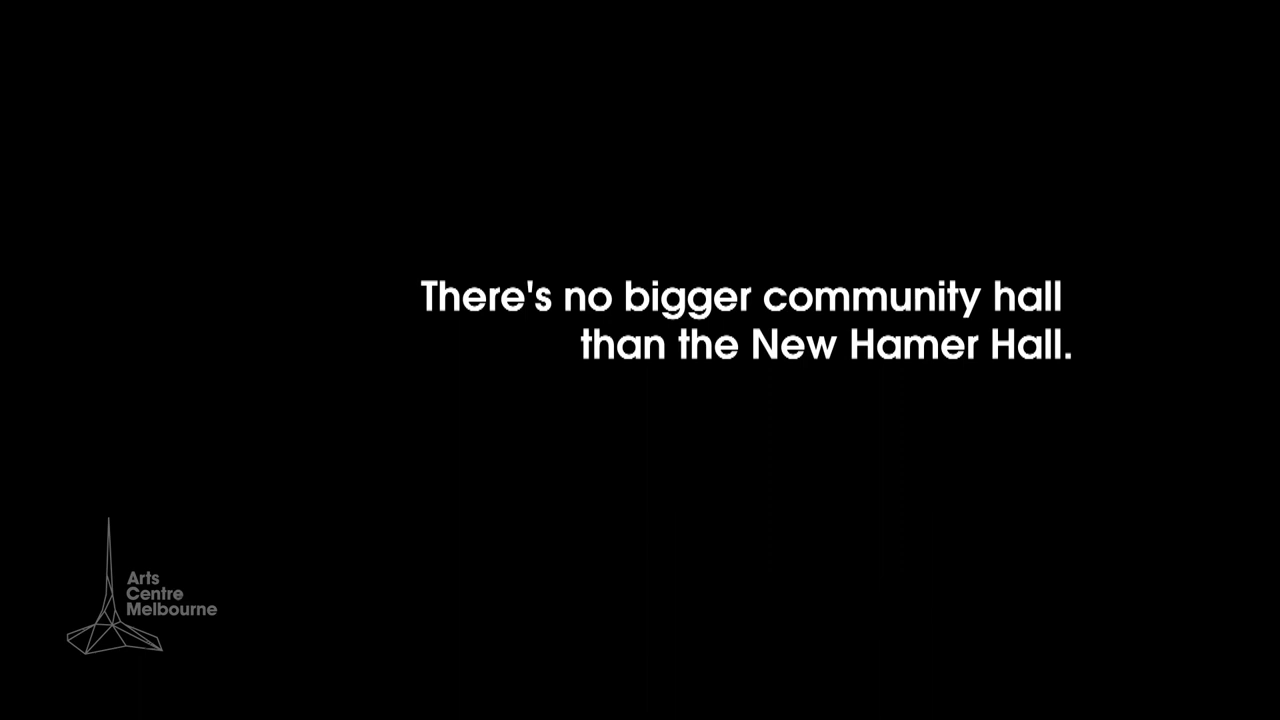 There's no bigger community hall
than the New Hamer Hall.
Arts
Centre
Melbourne